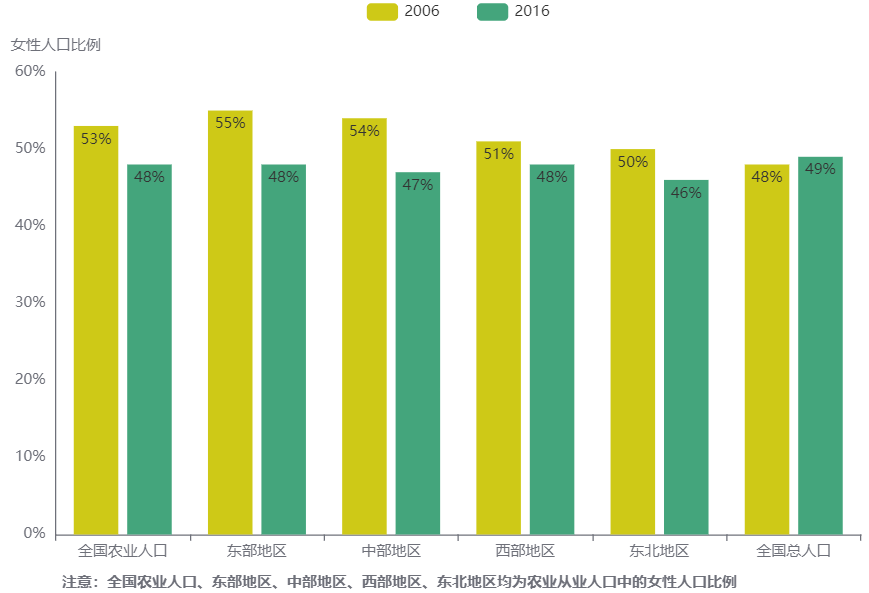 2006 2016
女性人口比例
60%
50%
40%
30%
20%
10%
0%
53% 48% 55% 48% 54% 47% 51% 48% 50% 46% 48% 49%
全国农业人口 东部地区 中部地区 西部地区 东北地区 全国总人口
注意：全国农业人口、东部地区、中部地区、西部地区、东北地区均为农业从业人口中的女性人口比例